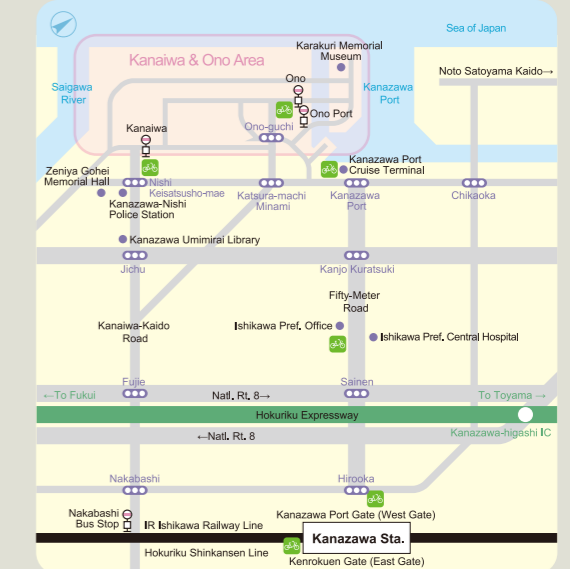 Sea of Japan
Karakuri Memorial
Museum
Kanaiwa & Ono Area
Noto Satoyama Kaido→
Saigawa
River
Ono
Kanazawa
Port
Ono Port
Kanaiwa
Ono-guchi
Zeniya Gohei
Memorial Hall
Kanazawa Port
Cruise Terminal
Nishi
Keisatsusho-mae
Katsura-machi
Minami
Kanazawa
Port
Chikaoka
Kanazawa-Nishi
Police Station
Kanazawa Umimirai Library
Jichu
Kanjo Kuratsuki
Fifty-Meter
Road
Kanaiwa-Kaido
Road
Ishikawa Pref. Office
Ishikawa Pref. Central Hospital
Fujie
Sainen
←To Fukui
Natl. Rt. 8→
To Toyama
→
Hokuriku Expressway
←Natl. Rt. 8
Kanazawa-higashi IC
Nakabashi
Hirooka
Nakabashi
Bus Stop
Kanazawa Port Gate (West Gate)
IR Ishikawa Railway Line
Kanazawa Sta.
Hokuriku Shinkansen Line
Kenrokuen Gate (East Gate)